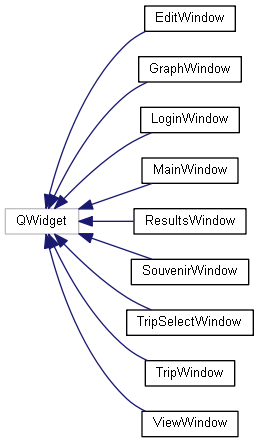 EditWindow
GraphWindow
LoginWindow
MainWindow
QWidget
ResultsWindow
SouvenirWindow
TripSelectWindow
TripWindow
ViewWindow